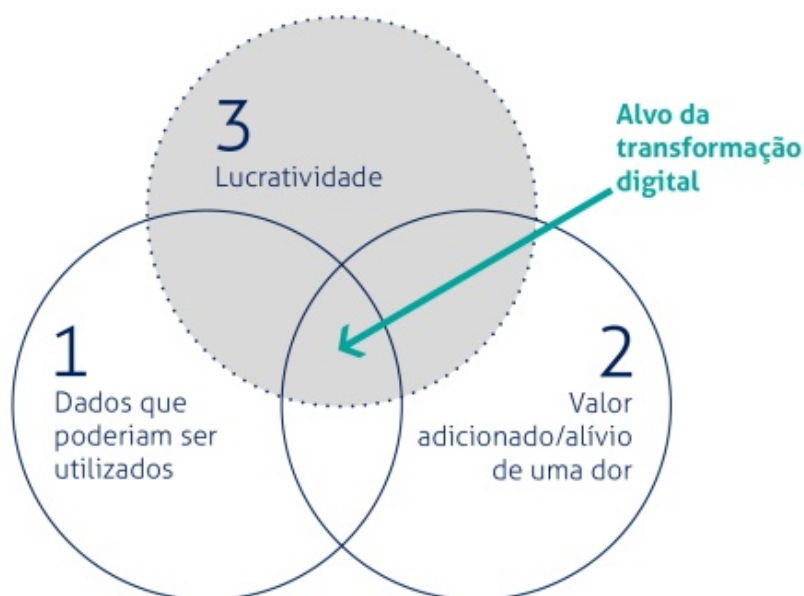 3
Lucratividade
Alvo da
transformação
digital
1
Dados que
poderiam ser
utilizados
2
Valor
adicionado/alívio
de uma dor